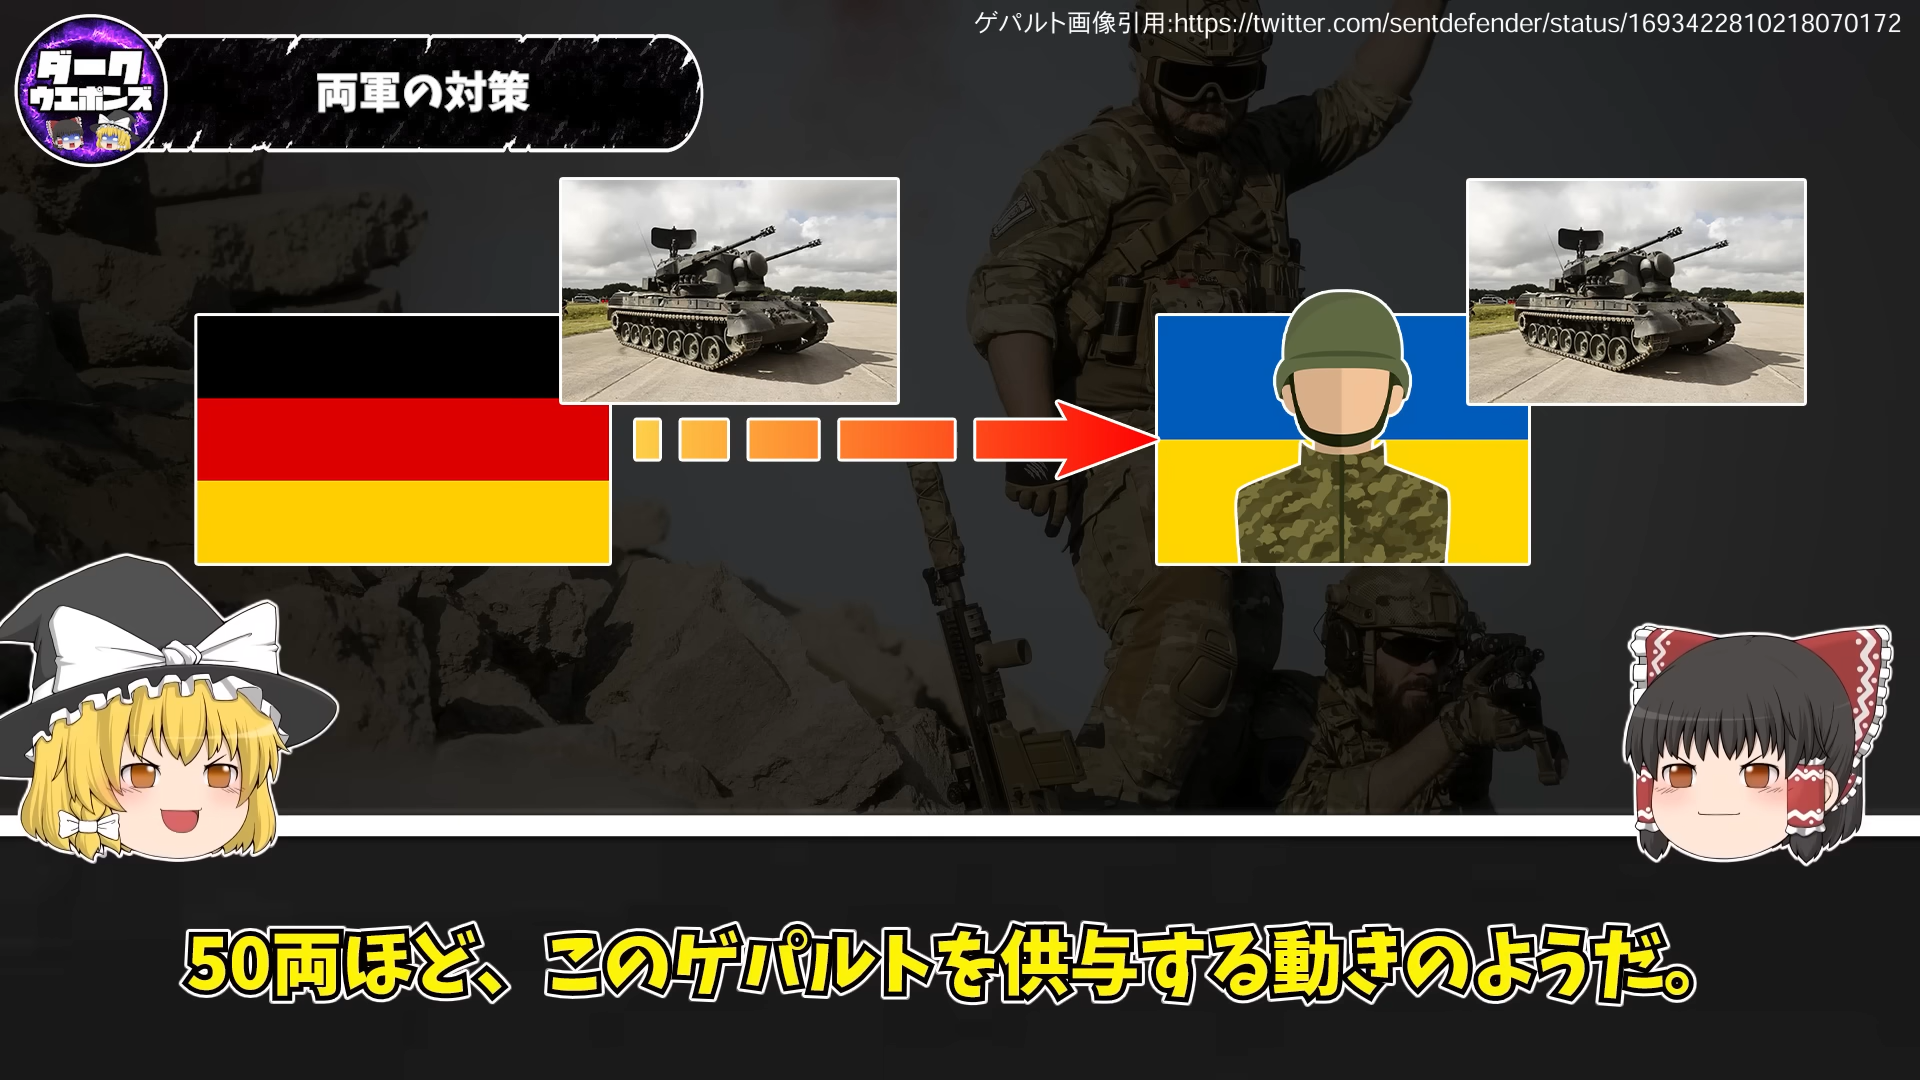 ゲパルト画像引用:https://twitter.com/sentdefender/status/1693422810218070172
ダーク
ウエポンズ
両軍の対策
50両ほど、このゲパルトを供与する動きのようだ。